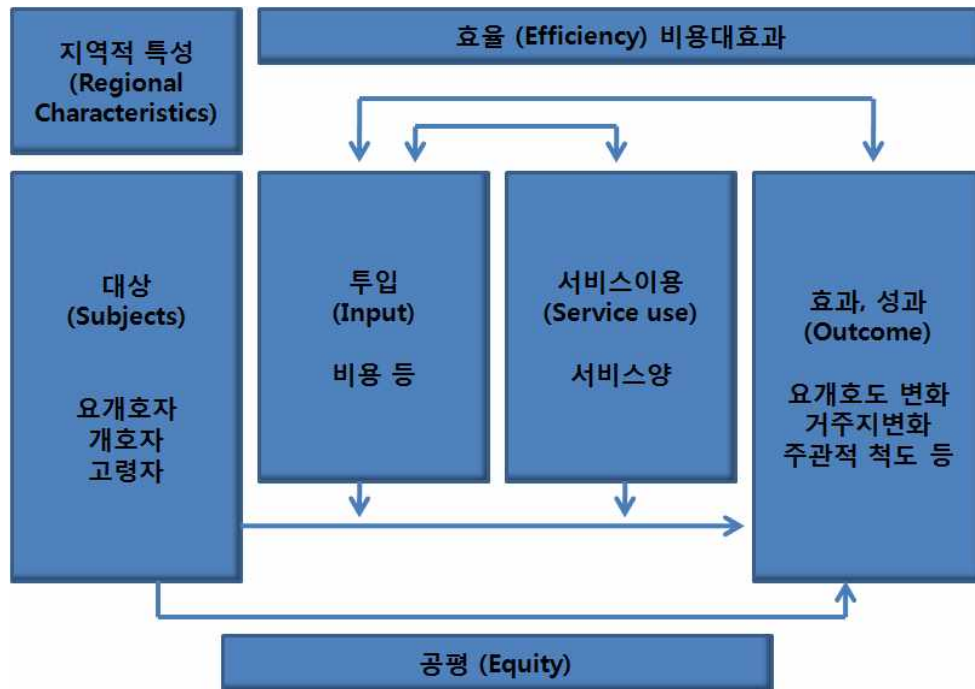 지역적 특성
(Regional
Characteristics)
효율 (Efficiency) 비용대효과
대상
(Subjects)
요개호자
개호자
고령자
투입
(Input)
비용 등
서비스이용
(Service use)
서비스양
효과, 성과
(Outcome)
요개호도 변화
거주지변화
주관적 척도 등
공평 (Equity)